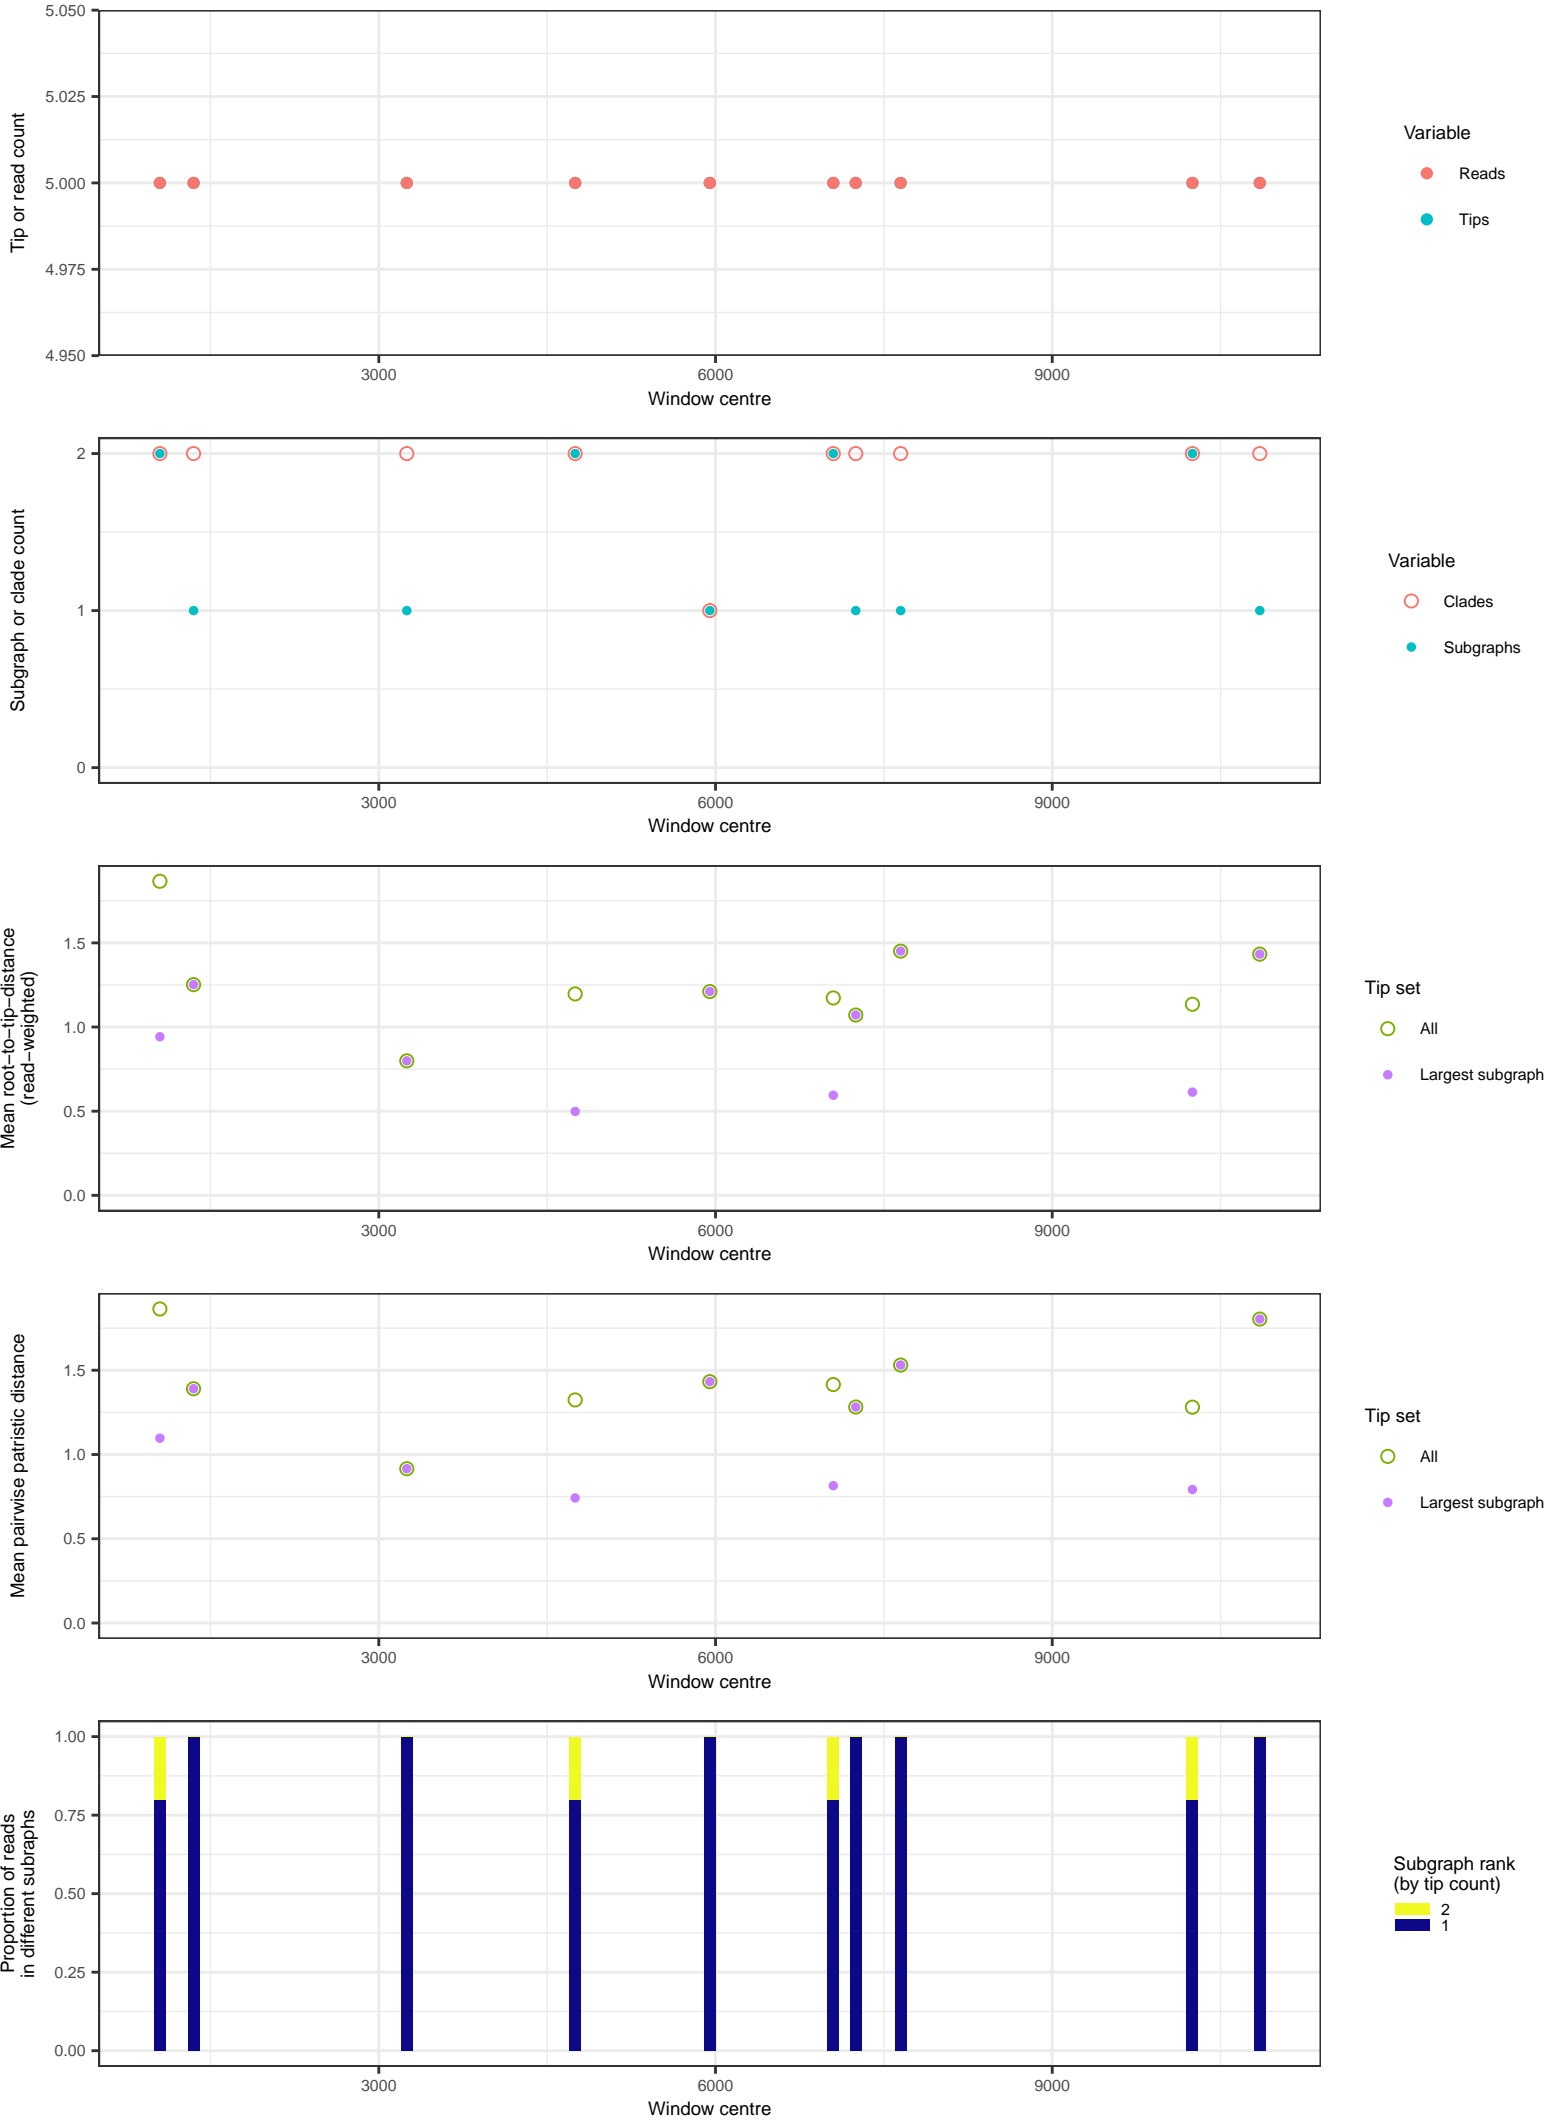 5.050
5.025
5.000
4.975
4.950
Tip or read count
3000
6000
9000
Window centre
Variable
Reads
Tips
2
1
0
Subgraph or clade count
3000
6000
9000
Window centre
Variable
Clades
Subgraphs
1.5
1.0
0.5
0.0
Mean root−to−tip−distance
(read−weighted)
3000
6000
9000
Window centre
Tip set
All
Largest subgraph
1.5
1.0
0.5
0.0
Mean pairwise patristic distance
3000
6000
9000
Window centre
Tip set
All
Largest subgraph
1.00
0.75
0.50
0.25
0.00
Proportion of reads
in different subraphs
3000
6000
9000
Window centre
Subgraph rank
(by tip count)
2
1